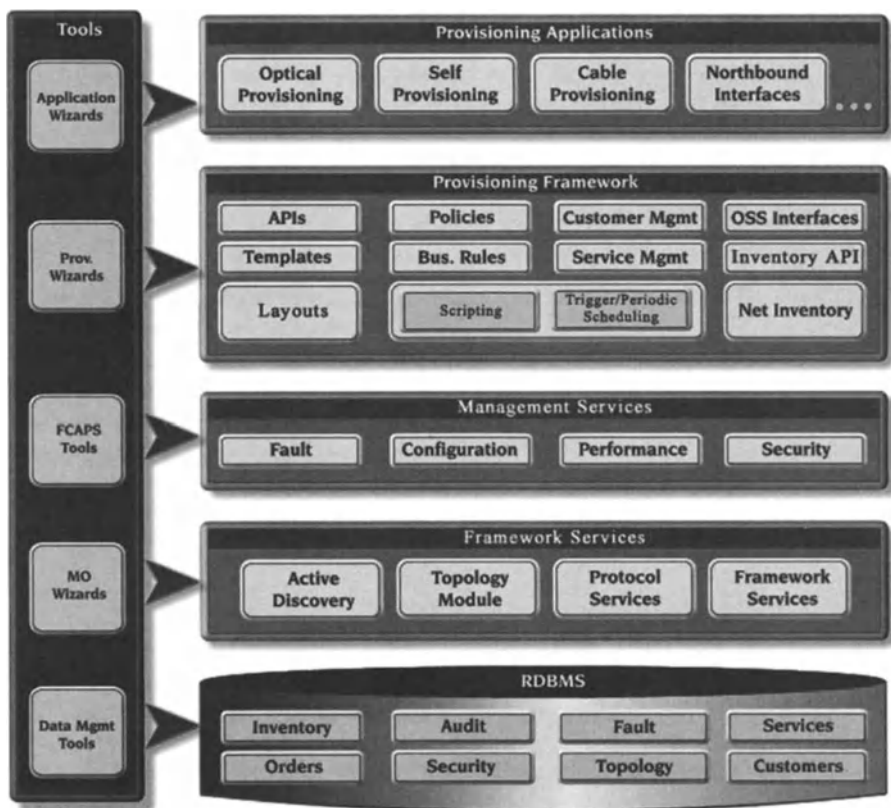 Tools
Application
Wizards
Prov.
Wizards
FCAPS
Tools
MO
Wizards
Data Mgmt
Tools
Provisioning Applications
Optical
Provisioning
Self
Provisioning
Cable
Provisioning
Northbound
Interfaces
...
Provisioning Framework
APIs
Policies
Customer Mgmt
OSS Interfaces
Templates
Bus. Rules
Service Mgmt
Inventory API
Layouts
Scripting
Trigger/Periodic
Scheduling
Net Inventory
Management Services
Fault
Configuration
Performance
Security
Framework Services
Active
Discovery
Topology
Module
Protocol
Services
Framework
Services
RDBMS
Inventory
Audit
Fault
Services
Orders
Security
Topology
Customers